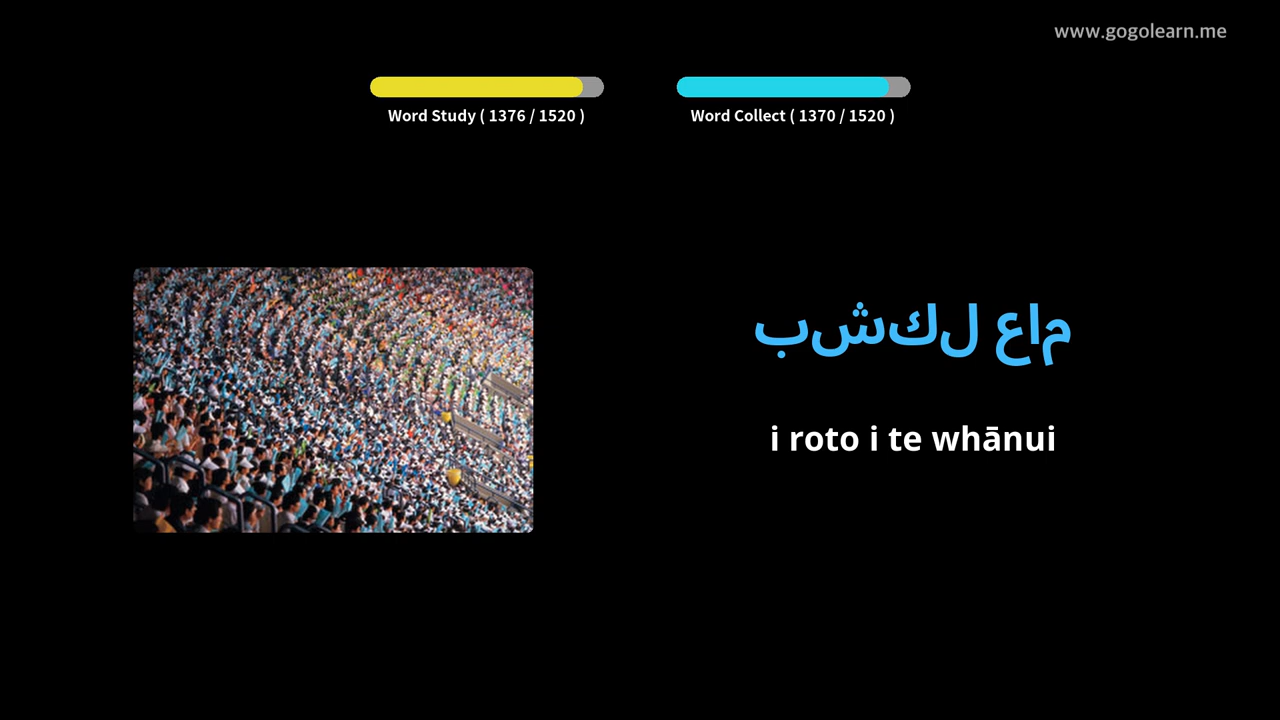 www.gogolearn.me
Word Study ( 1376 / 1520 )
Word Collect ( 1370 / 1520 )
بشكل عام
i roto i te whānui